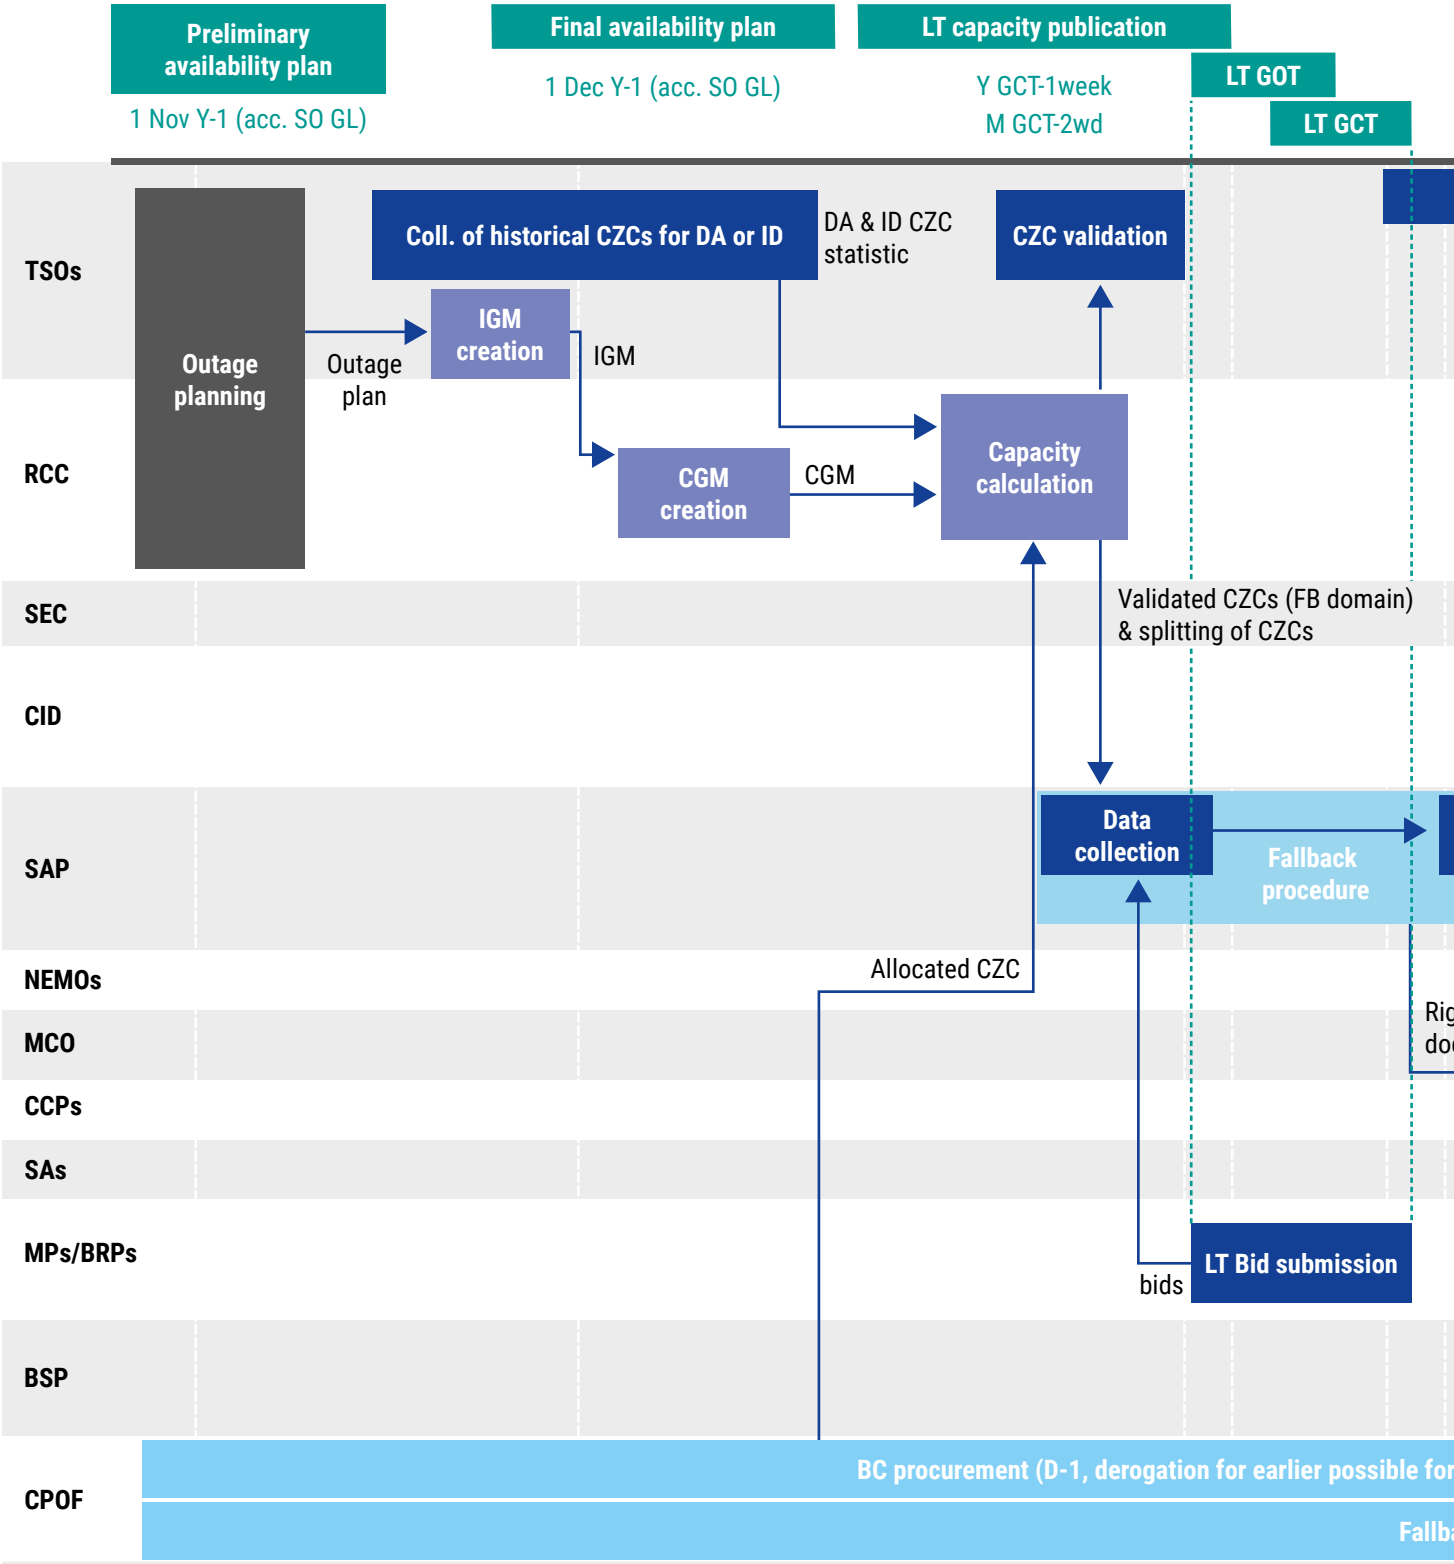 Preliminary
availability plan
1 Nov Y-1 (acc. SO GL)
Final availability plan
1 Dec Y-1 (acc. SO GL)
LT capacity publication
Y GCT-1week
M GCT-2wd
LT GOT
LT GCT
TSOs
Outage
planning
Outage
plan
Coll. of historical CZCs for DA or ID
DA & ID CZC
statistic
CZC validation
IGM
creation
IGM
RCC
CGM
creation
CGM
Capacity
calculation
SEC
Validated CZCs (FB domain)
& splitting of CZCs
CID
SAP
Data
collection
Fallback
procedure
NEMOs
Allocated CZC
MCO
CCPs
SAs
MPs/BRPs
LT Bid submission
bids
BSP
CPOF
BC procurement (D-1, derogation for earlier possible for